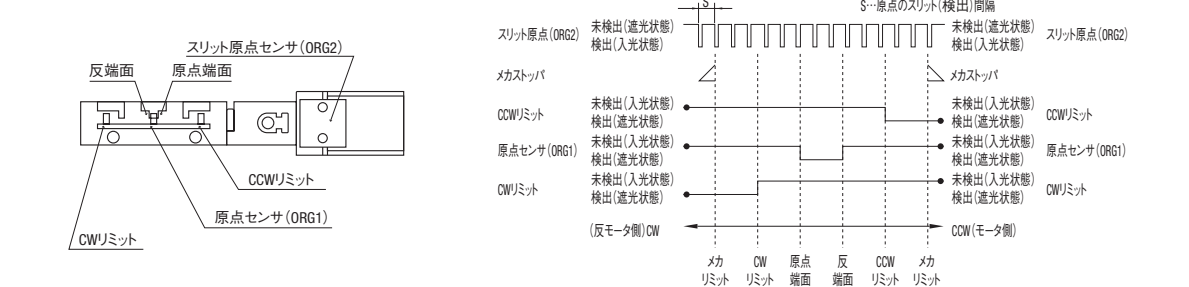 スリット原点センサ(ORG2)
反端面
原点端面
CCWリミット
原点センサ(ORG1)
CWリミット
S
S…原点のスリット(検出)間隔
スリット原点(ORG2)
未検出(遮光状態)
検出(入光状態)
未検出(遮光状態)
検出(入光状態)
スリット原点(ORG2)
メカストッパ
メカストッパ
CCWリミット
未検出(入光状態)
検出(遮光状態)
未検出(入光状態)
検出(遮光状態)
CCWリミット
原点センサ(ORG1)
未検出(入光状態)
検出(遮光状態)
未検出(入光状態)
検出(遮光状態)
原点センサ(ORG1)
CWリミット
未検出(入光状態)
検出(遮光状態)
未検出(入光状態)
検出(遮光状態)
CWリミット
(反モータ側)CW
CCW(モータ側)
メカ
リミット
CW
リミット
原点
端面
反
端面
CCW
リミット
メカ
リミット